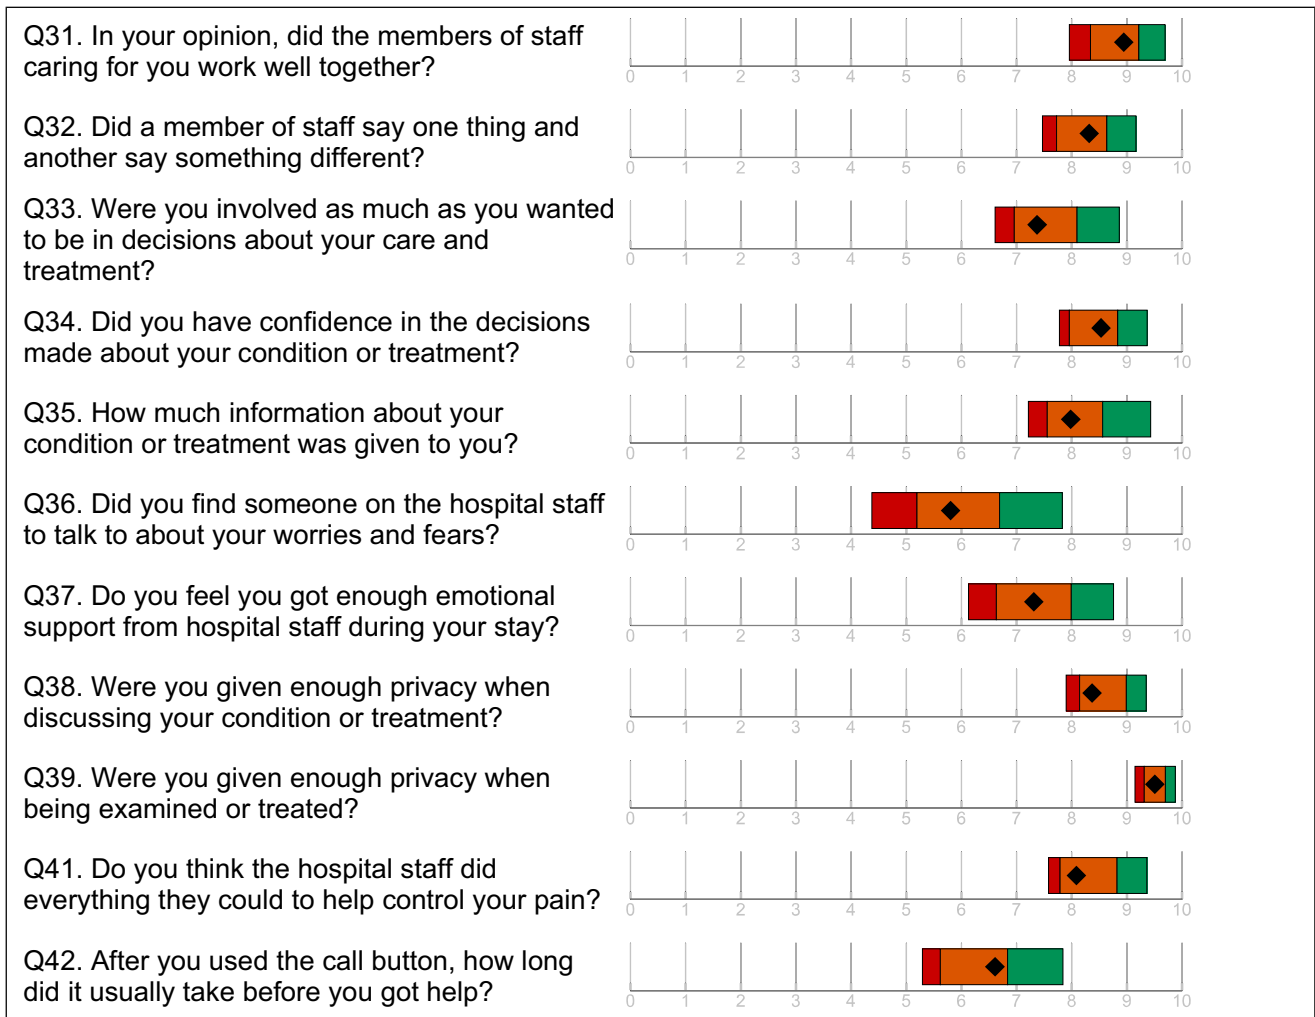 Q31. In your opinion, did the members of staff
caring for you work well together?
0 1 2 3 4 5 6 7 8 9 10
Q32. Did a member of staff say one thing and
another say something different?
0 1 2 3 4 5 6 7 8 9 10
Q33. Were you involved as much as you wanted
to be in decisions about your care and
treatment?
0 1 2 3 4 5 6 7 8 9 10
Q34. Did you have confidence in the decisions
made about your condition or treatment?
0 1 2 3 4 5 6 7 8 9 10
Q35. How much information about your
condition or treatment was given to you?
0 1 2 3 4 5 6 7 8 9 10
Q36. Did you find someone on the hospital staff
to talk to about your worries and fears?
0 1 2 3 4 5 6 7 8 9 10
Q37. Do you feel you got enough emotional
support from hospital staff during your stay?
0 1 2 3 4 5 6 7 8 9 10
Q38. Were you given enough privacy when
discussing your condition or treatment?
0 1 2 3 4 5 6 7 8 9 10
Q39. Were you given enough privacy when
being examined or treated?
0 1 2 3 4 5 6 7 8 9 10
Q41. Do you think the hospital staff did
everything they could to help control your pain?
0 1 2 3 4 5 6 7 8 9 10
Q42. After you used the call button, how long
did it usually take before you got help?
0 1 2 3 4 5 6 7 8 9 10